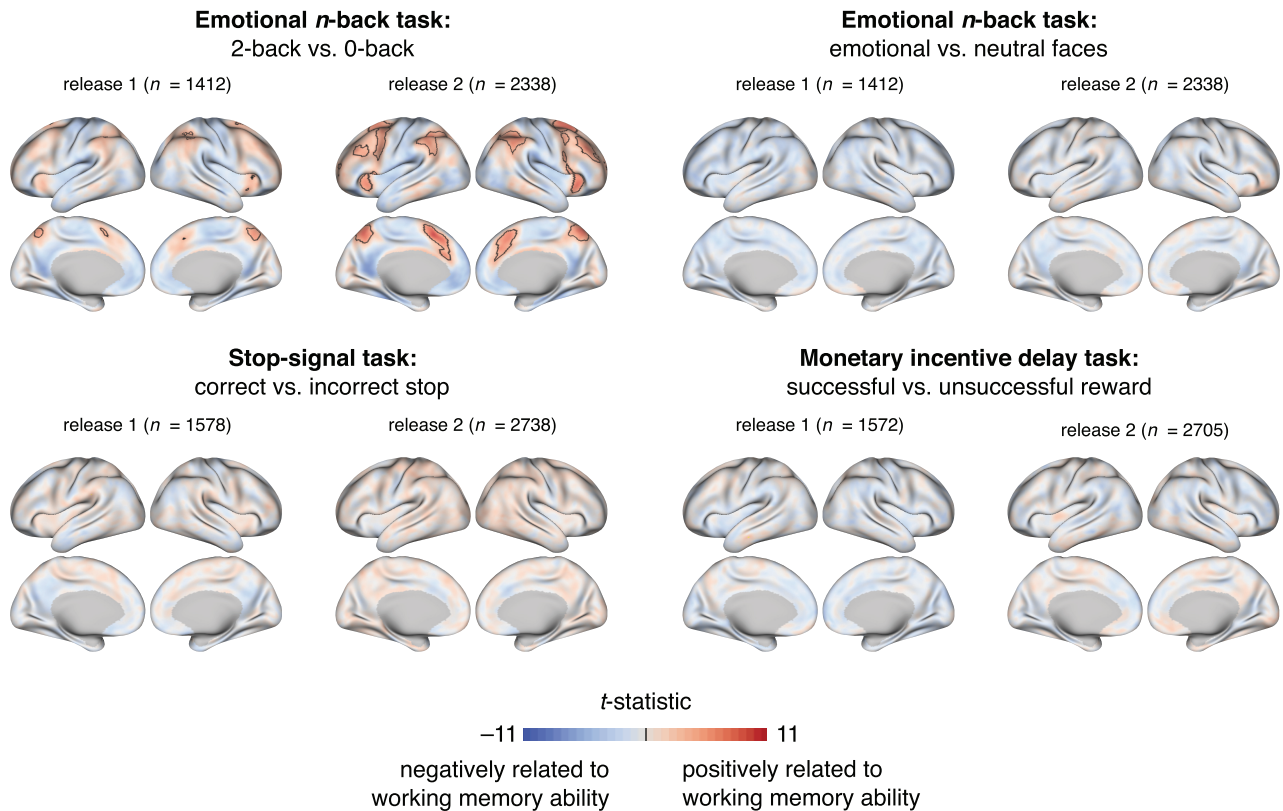 Emotional n-back task:
2-back vs. 0-back
release 1 (n = 1412)
release 2 (n = 2338)
Emotional n-back task:
emotional vs. neutral faces
release 1 (n = 1412)
release 2 (n = 2338)
Stop-signal task:
correct vs. incorrect stop
release 1 (n = 1578)
release 2 (n = 2738)
Monetary incentive delay task:
successful vs. unsuccessful reward
release 1 (n = 1572)
release 2 (n = 2705)
t-statistic
–11
11
negatively related to
working memory ability
positively related to
working memory ability